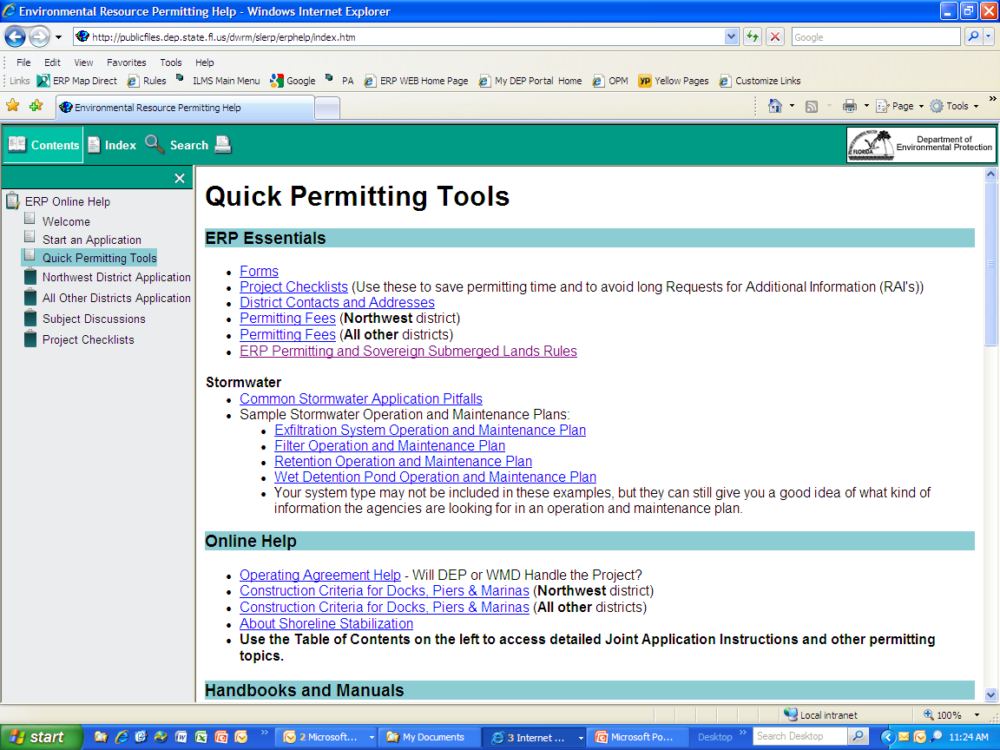 Environmental Resource Permitting Help - Windows Internet Explorer
http://publicfiles.dep.state.fl.us/dwrm/slerp/erphelp/index.htm
Google
File Edit View Favorites Tools Help
Links ERP Map Direct Rules ILMS Main Menu Google PA ERP WEB Home Page My DEP Portal Home OPM Yellow Pages Customize Links
Environmental Resource Permitting Help
Page Tools
Contents Index Search
FLORIDA
Department of
Environmental Protection
ERP Online Help
Welcome
Start an Application
Quick Permitting Tools
Northwest District Application
All Other Districts Application
Subject Discussions
Project Checklists
Quick Permitting Tools
ERP Essentials
• Forms
• Project Checklists (Use these to save permitting time and to avoid long Requests for Additional Information (RAI's))
• District Contacts and Addresses
• Permitting Fees (Northwest district)
• Permitting Fees (All other districts)
• ERP Permitting and Sovereign Submerged Lands Rules
Stormwater
• Common Stormwater Application Pitfalls
• Sample Stormwater Operation and Maintenance Plans:
• Exfiltration System Operation and Maintenance Plan
• Filter Operation and Maintenance Plan
• Retention Operation and Maintenance Plan
• Wet Detention Pond Operation and Maintenance Plan
• Your system type may not be included in these examples, but they can still give you a good idea of what kind of
information the agencies are looking for in an operation and maintenance plan.
Online Help
• Operating Agreement Help - Will DEP or WMD Handle the Project?
• Construction Criteria for Docks, Piers & Marinas (Northwest district)
• Construction Criteria for Docks, Piers & Marinas (All other districts)
• About Shoreline Stabilization
• Use the Table of Contents on the left to access detailed Joint Application Instructions and other permitting
topics.
Handbooks and Manuals
Local intranet 100%
start 2 Microsoft... My Documents 3 Internet ... Microsoft Po... Desktop Search Desktop 11:24 AM